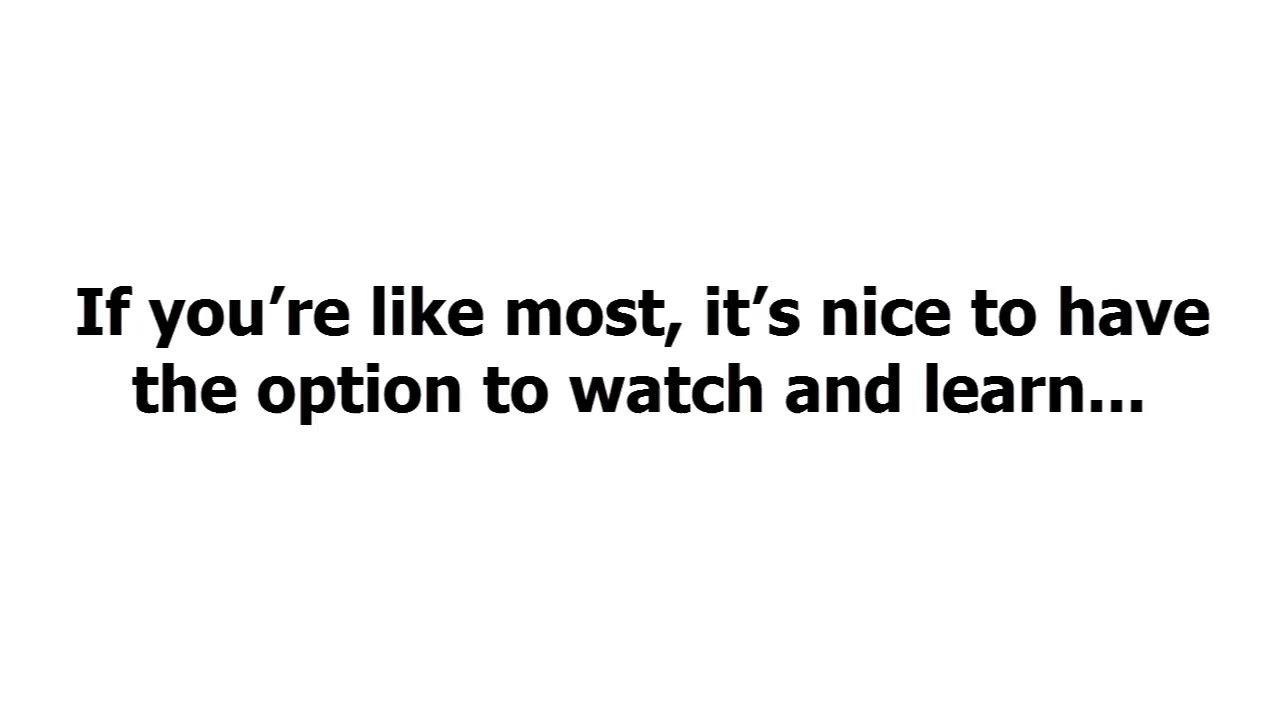 If you’re like most, it’s nice to have
the option to watch and learn...